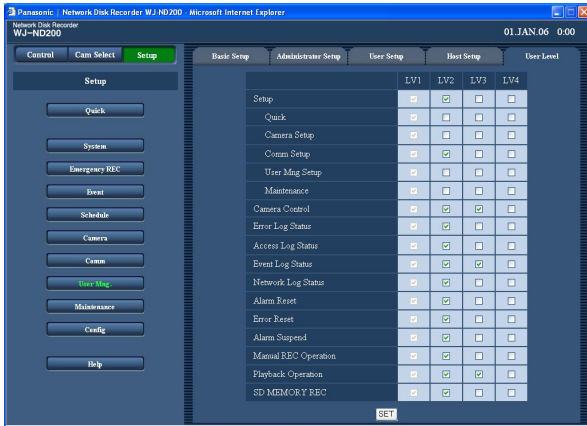 Panasonic | Network Disk Recorder WJ-ND200 - Microsoft Internet Explorer
Network Disk Recorder
WJ-ND200
01.JAN.06 0:00
Control Cam Select Setup
Basic Setup Administrator Setup User Setup Host Setup User Level
Setup
Quick
System
Emergency REC
Event
Schedule
Camera
Comm
User Mng.
Maintenance
Config
Help
LV1 LV2 LV3 LV4
Setup
Quick
Camera Setup
Comm Setup
User Mng Setup
Maintenance
Camera Control
Error Log Status
Access Log Status
Event Log Status
Network Log Status
Alarm Reset
Error Reset
Alarm Suspend
Manual REC Operation
Playback Operation
SD MEMORY REC
SET